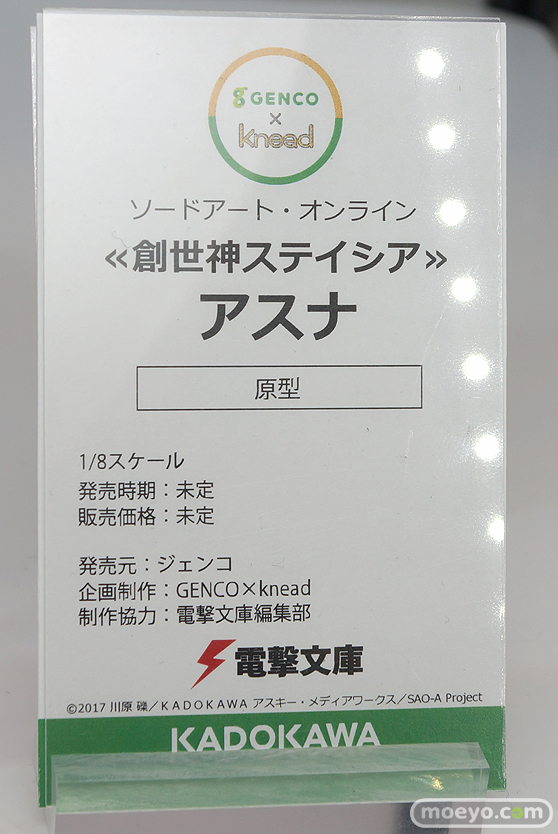 GENCO
×
knead
ソードアート・オンライン
≪創世神ステイシア≫
アスナ
原型
1/8スケール
発売時期：未定
販売価格：未定
発売元：ジェンコ
企画制作：GENCO×knead
制作協力：電撃文庫編集部
電撃文庫
©2017 川原 礫／KADOKAWA アスキー・メディアワークス／SAO-A Project
KADOKAWA
moeyo.com